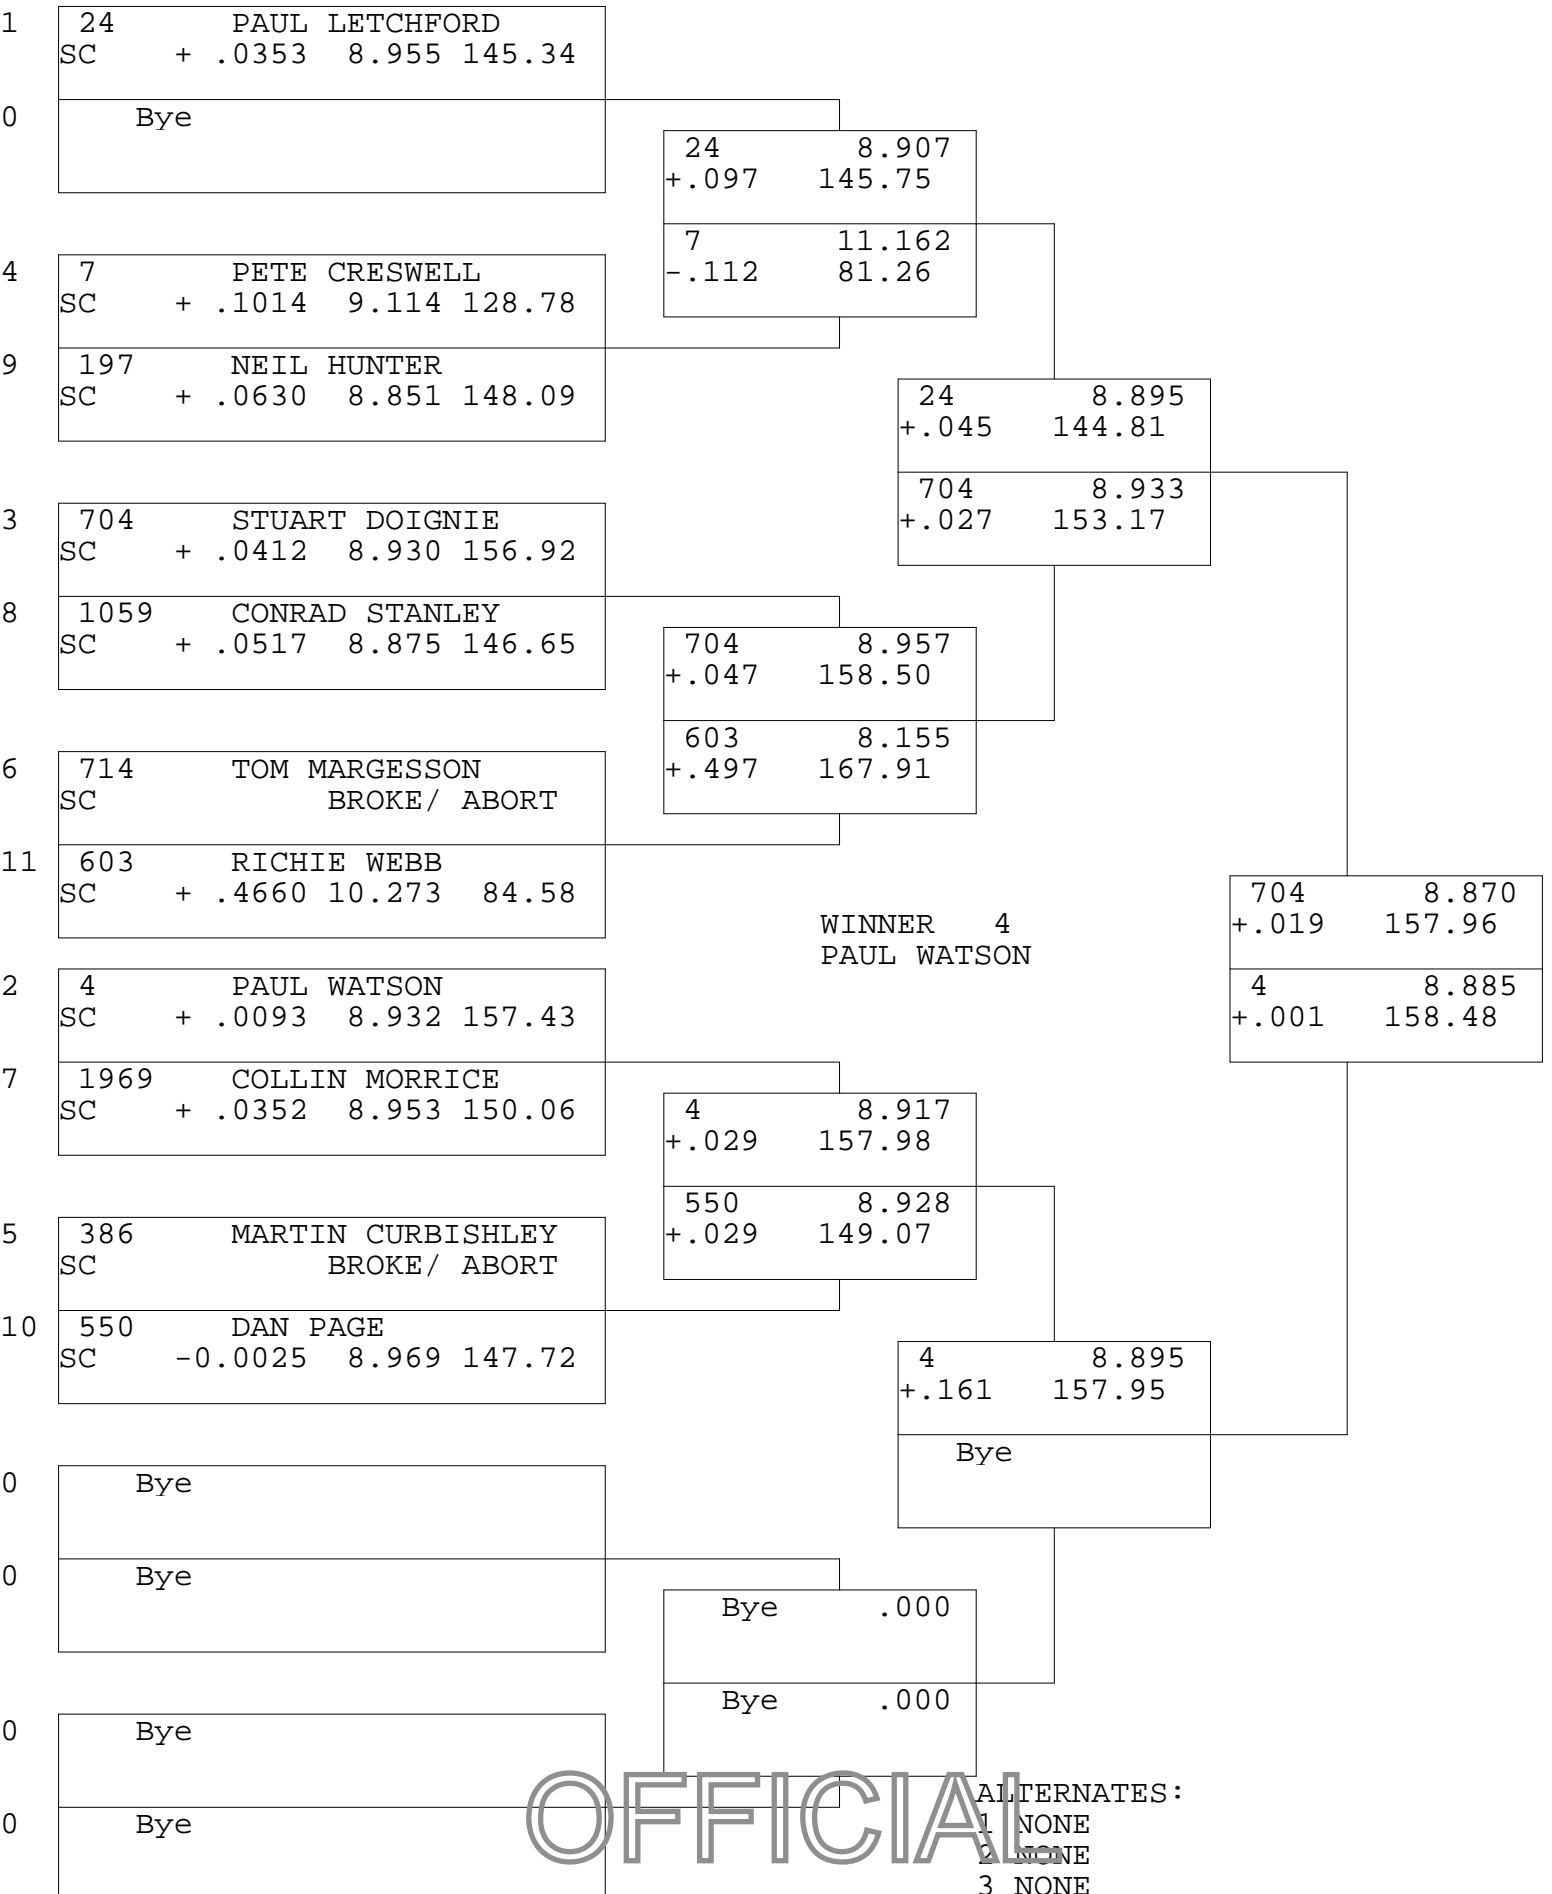 1 24 PAUL LETCHFORD
SC + .0353 8.955 145.34
0 Bye
24 8.907
+.097 145.75
7 11.162
-.112 81.26
4 7 PETE CRESWELL
SC + .1014 9.114 128.78
9 197 NEIL HUNTER
SC + .0630 8.851 148.09
24 8.895
+.045 144.81
704 8.933
+.027 153.17
3 704 STUART DOIGNIE
SC + .0412 8.930 156.92
8 1059 CONRAD STANLEY
SC + .0517 8.875 146.65
704 8.957
+.047 158.50
603 8.155
+.497 167.91
6 714 TOM MARGESSON
SC BROKE/ ABORT
11 603 RICHIE WEBB
SC + .4660 10.273 84.58
WINNER 4
PAUL WATSON
704 8.870
+.019 157.96
4 8.885
+.001 158.48
2 4 PAUL WATSON
SC + .0093 8.932 157.43
7 1969 COLLIN MORRICE
SC + .0352 8.953 150.06
4 8.917
+.029 157.98
550 8.928
+.029 149.07
5 386 MARTIN CURBISHLEY
SC BROKE/ ABORT
10 550 DAN PAGE
SC -0.0025 8.969 147.72
4 8.895
+.161 157.95
Bye
0 Bye
0 Bye
Bye .000
Bye .000
0 Bye
0 Bye
OFFICIAL
ALTERNATES:
1 NONE
2 NONE
3 NONE